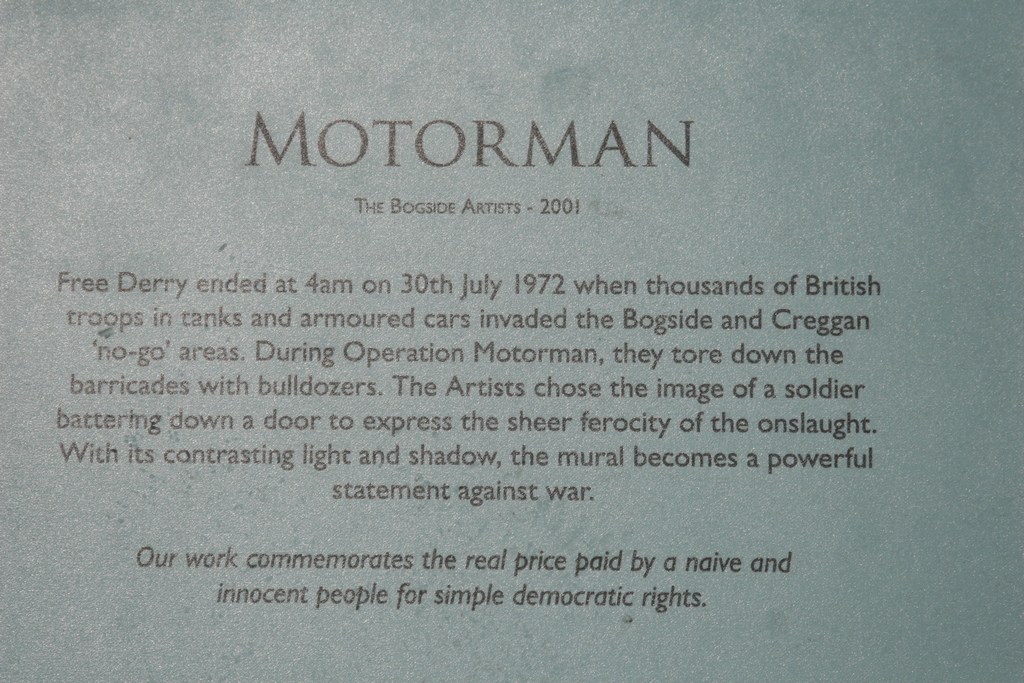 MOTORMAN
THE BOGSIDE ARTISTS - 2001
Free Derry ended at 4am on 30th July 1972 when thousands of British
troops in tanks and armoured cars invaded the Bogside and Creggan
'no-go' areas. During Operation Motorman, they tore down the
barricades with bulldozers. The Artists chose the image of a soldier
battering down a door to express the sheer ferocity of the onslaught.
With its contrasting light and shadow, the mural becomes a powerful
statement against war.
Our work commemorates the real price paid by a naive and
innocent people for simple democratic rights.